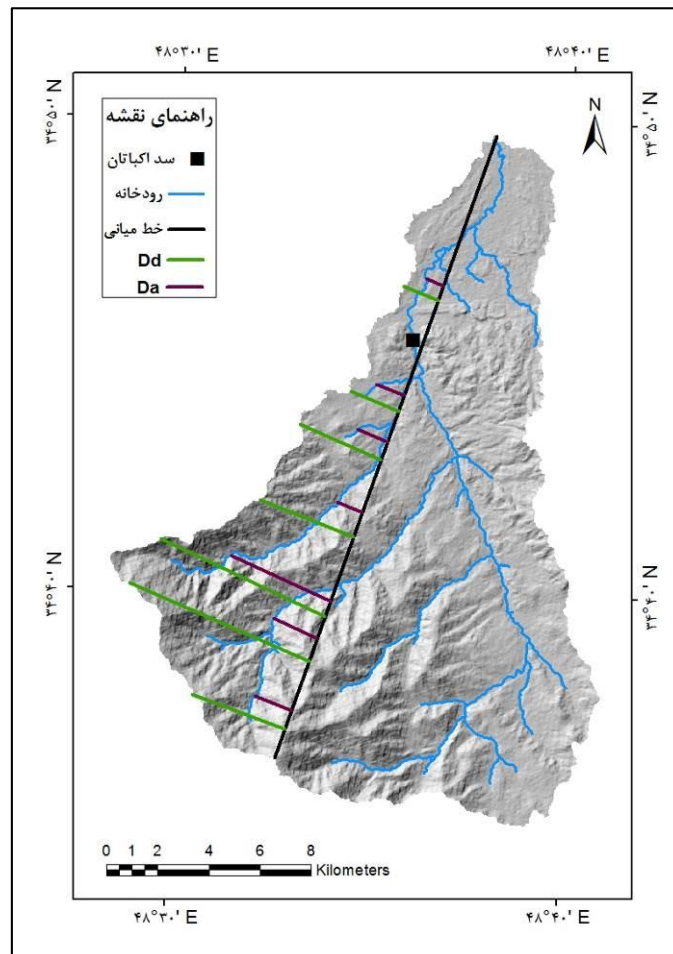 ۴۸°۳۰'E ۴۸°۴۰'E
۳۴°۵۰'N ۳۴°۵۰'N
N
راهنمای نقشه
سد اکباتان
رودخانه
خط میانی
Dd
Da
۳۴°۴۰'N ۳۴°۴۰'N
0 1 2 4 6 8
Kilometers
۴۸°۳۰'E ۴۸°۴۰'E